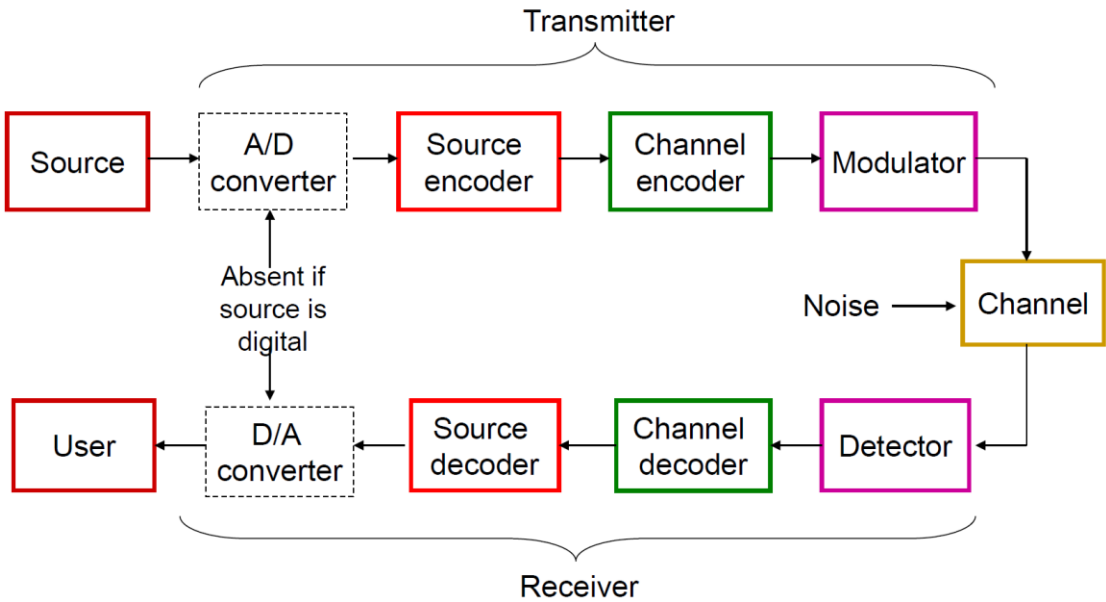 Transmitter
Source
A/D
converter
Source
encoder
Channel
encoder
Modulator
Absent if
source is
digital
Noise
Channel
User
D/A
converter
Source
decoder
Channel
decoder
Detector
Receiver